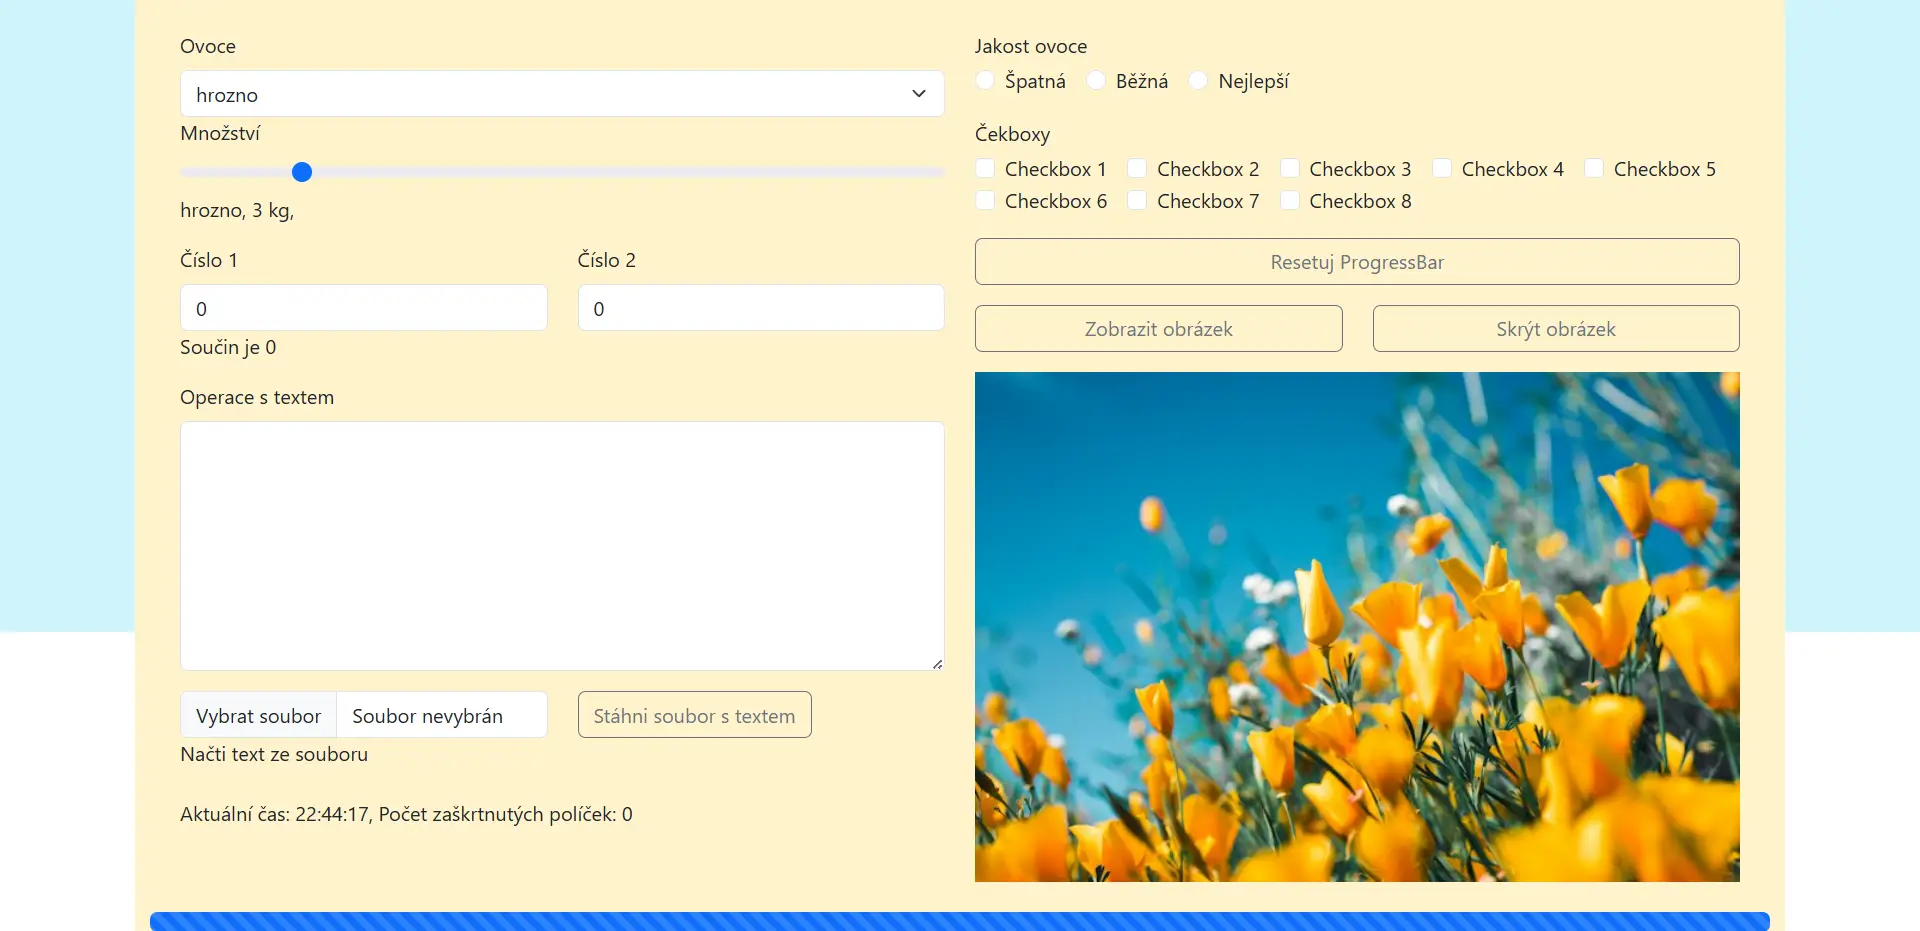 Ovoce
hrozno
Množství
hrozno, 3 kg,
Číslo 1 Číslo 2
0 0
Součin je 0
Operace s textem
Vybrat soubor Soubor nevybrán Stáhni soubor s textem
Načti text ze souboru
Aktuální čas: 22:44:17, Počet zaškrtnutých políček: 0
Jakost ovoce
Špatná Běžná Nejlepší
Čekboxy
Checkbox 1 Checkbox 2 Checkbox 3 Checkbox 4 Checkbox 5
Checkbox 6 Checkbox 7 Checkbox 8
Resetuj ProgressBar
Zobrazit obrázek Skrýt obrázek